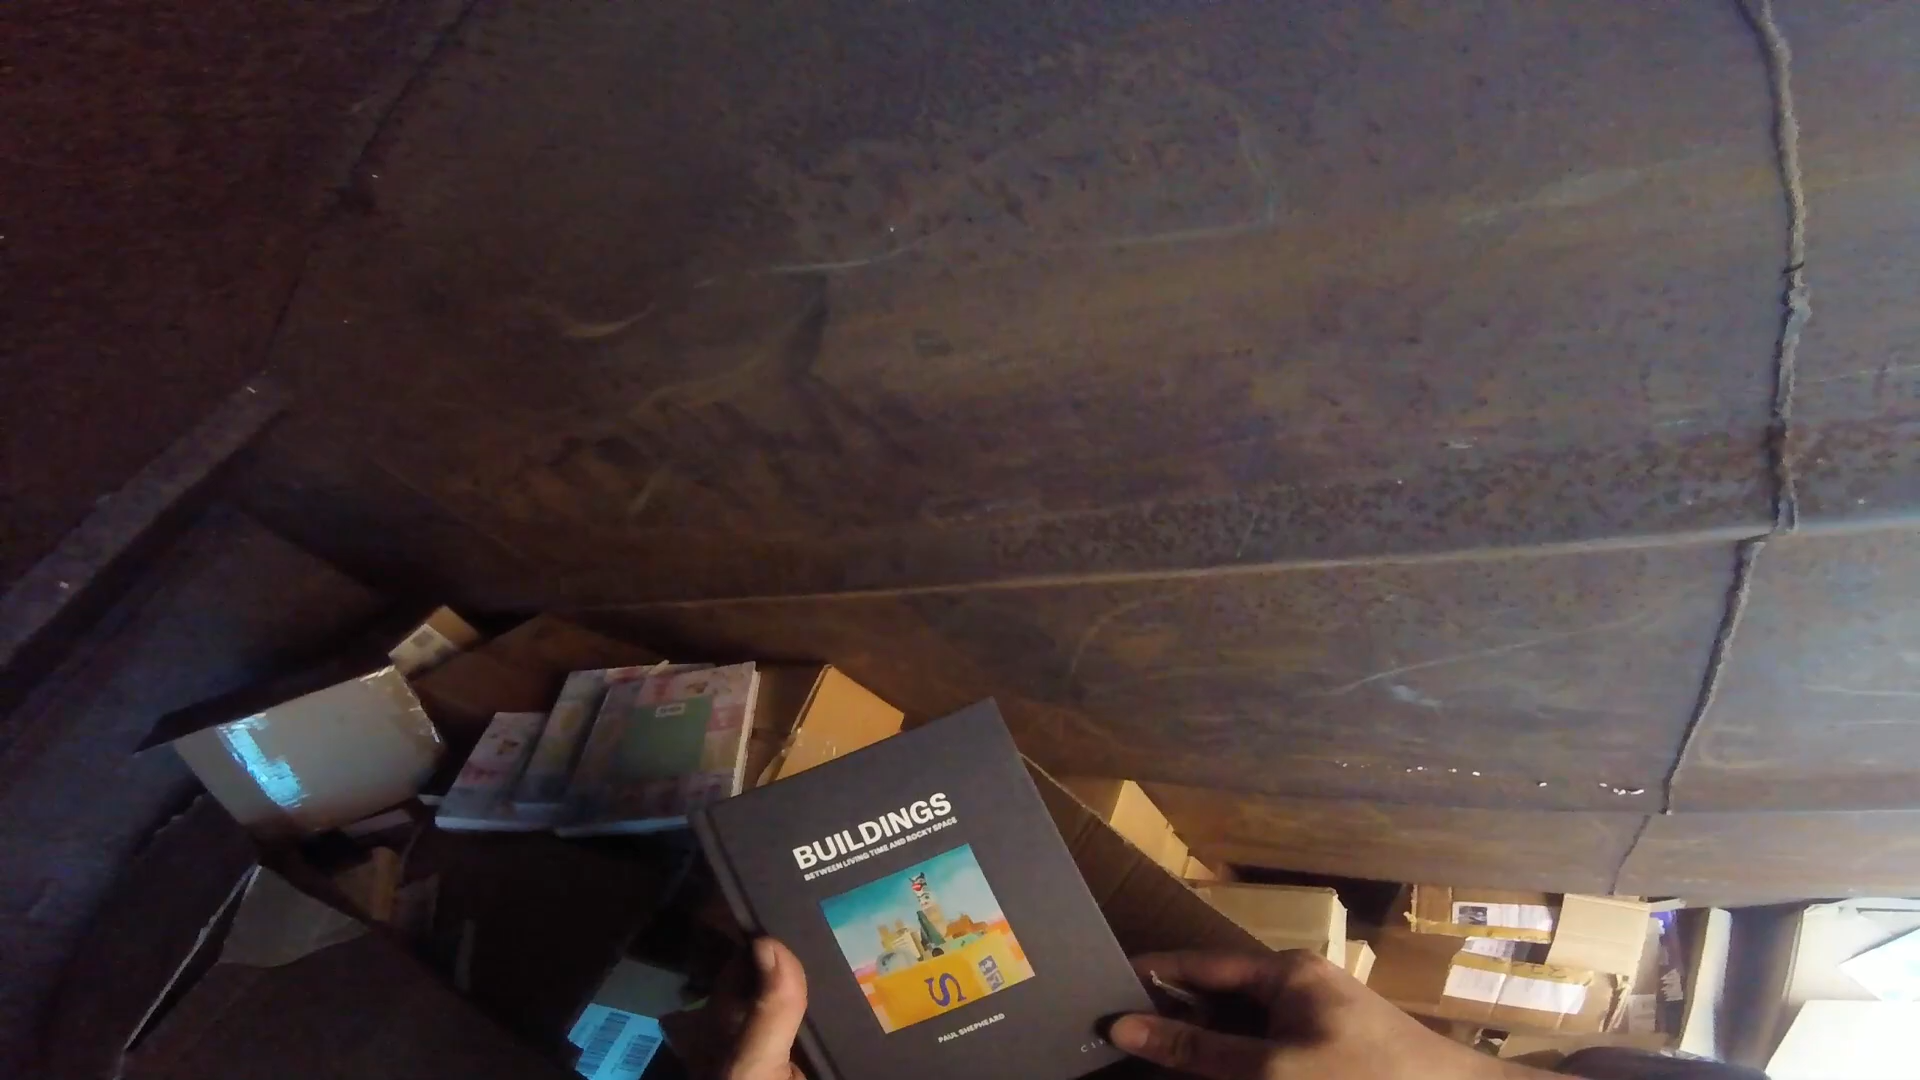 BUILDINGS
BETWEEN LIVING TIME AND ROCKY SPACE
S
PAUL SHEPHEARD